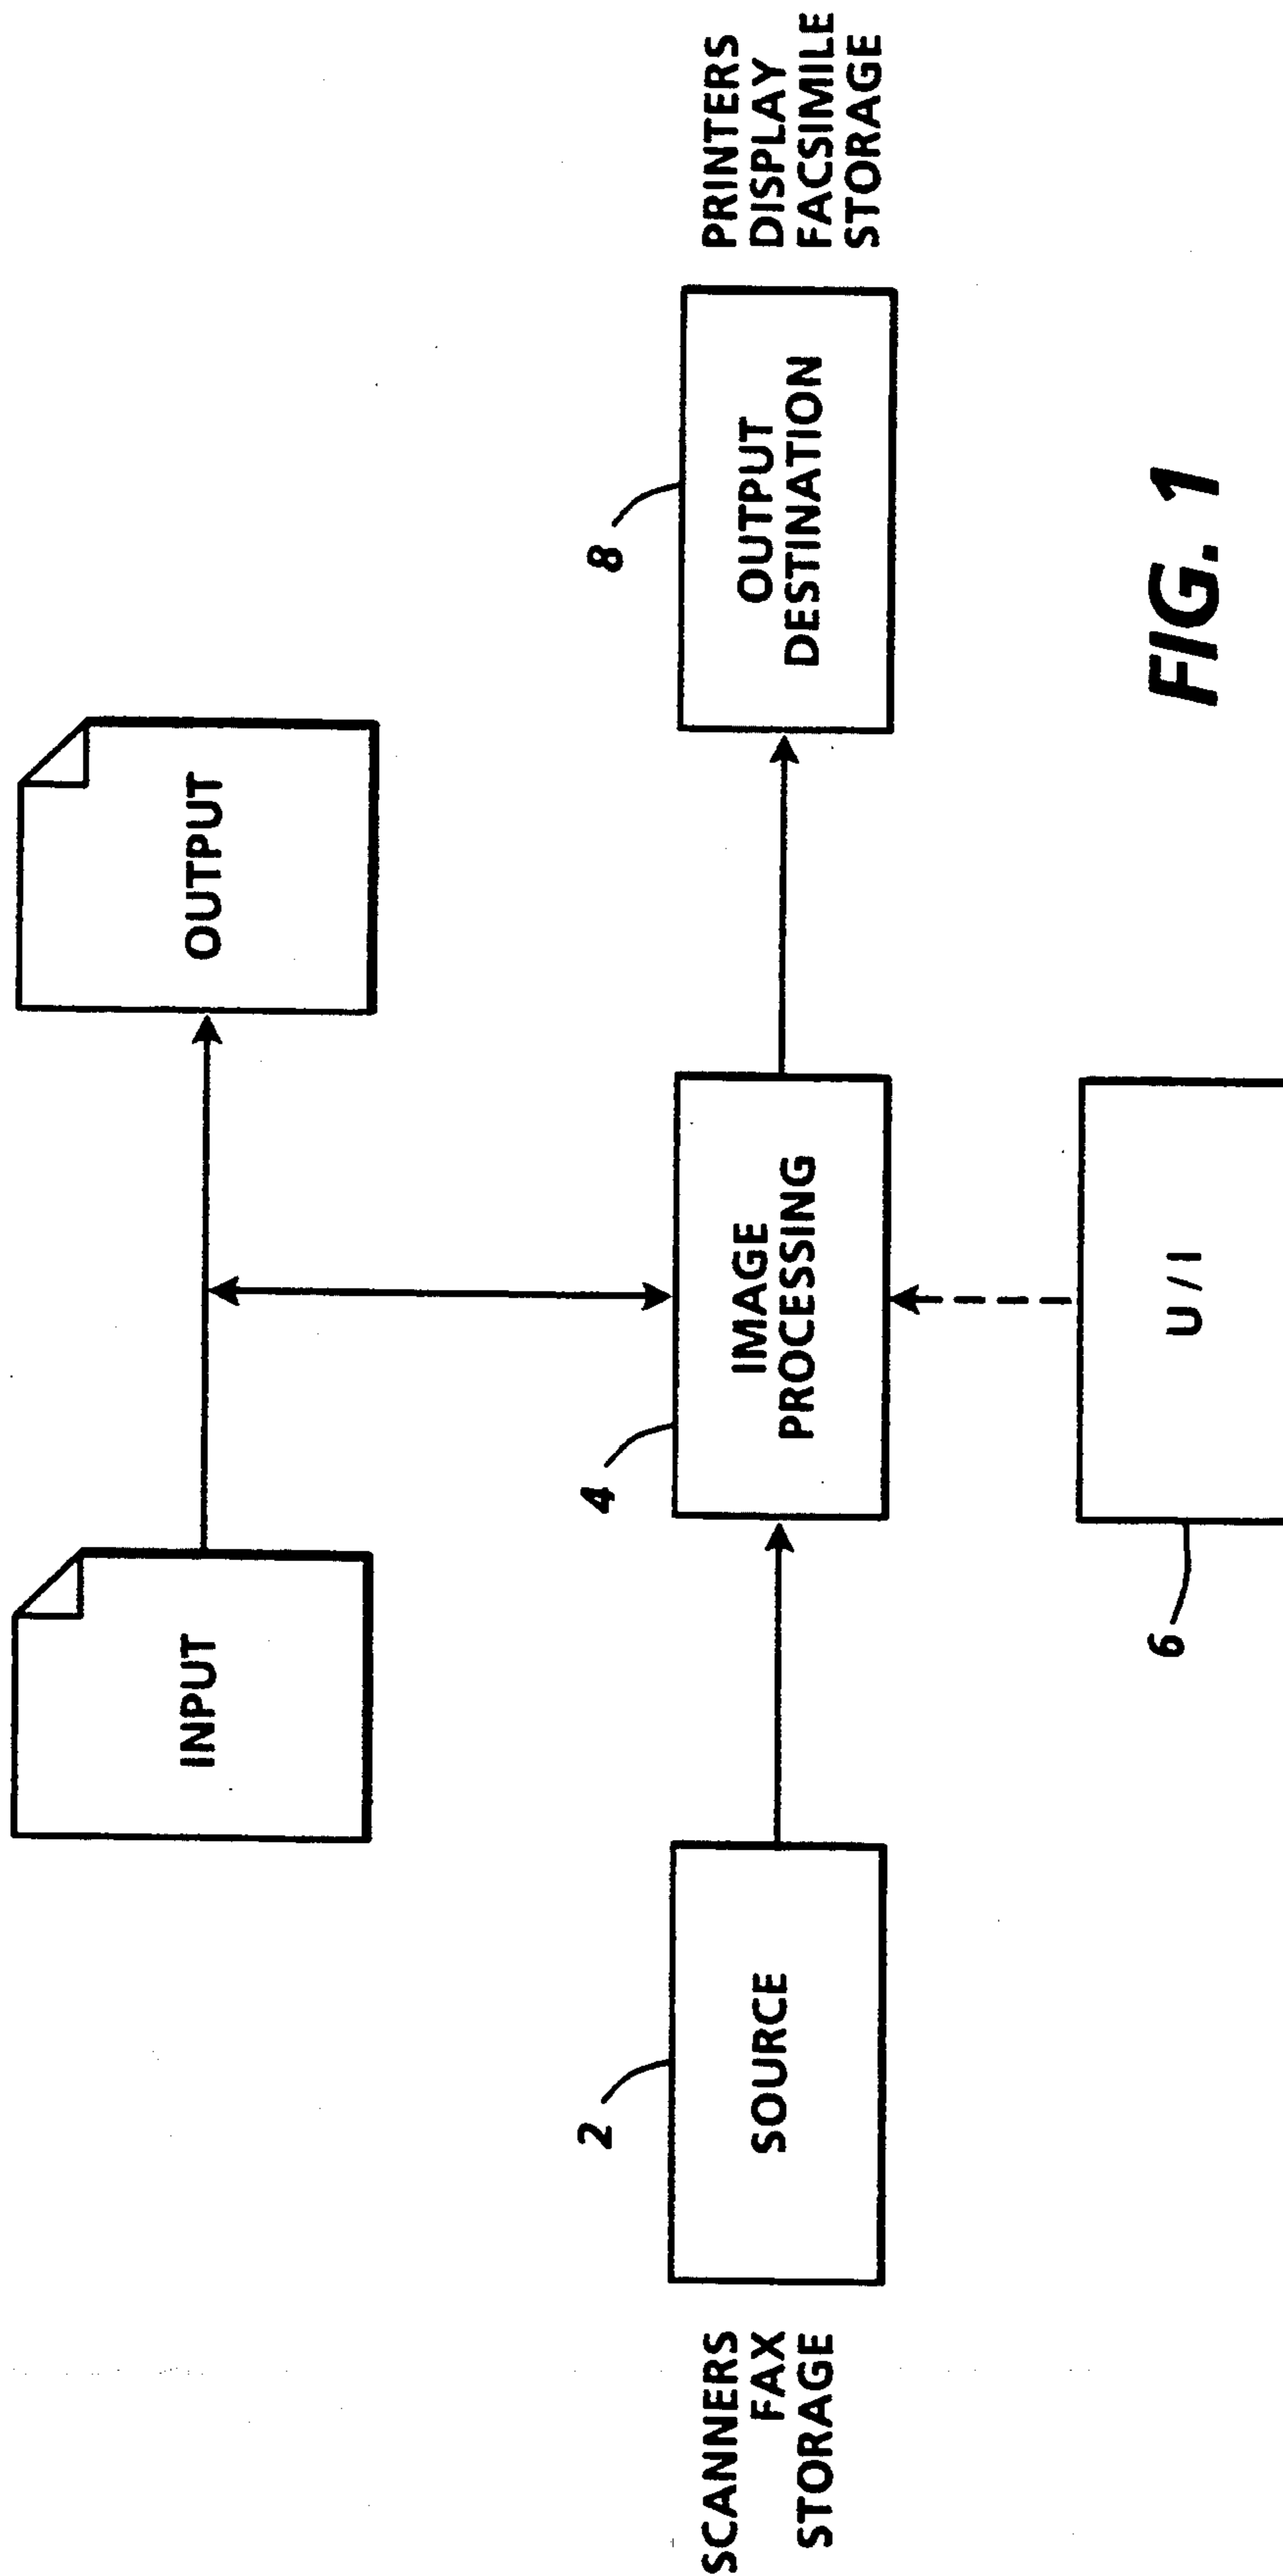 INPUT
OUTPUT
2
4
8
SCANNERS
FAX
STORAGE
SOURCE
IMAGE
PROCESSING
OUTPUT
DESTINATION
PRINTERS
DISPLAY
FACSIMILE
STORAGE
6
U / I
FIG. 1